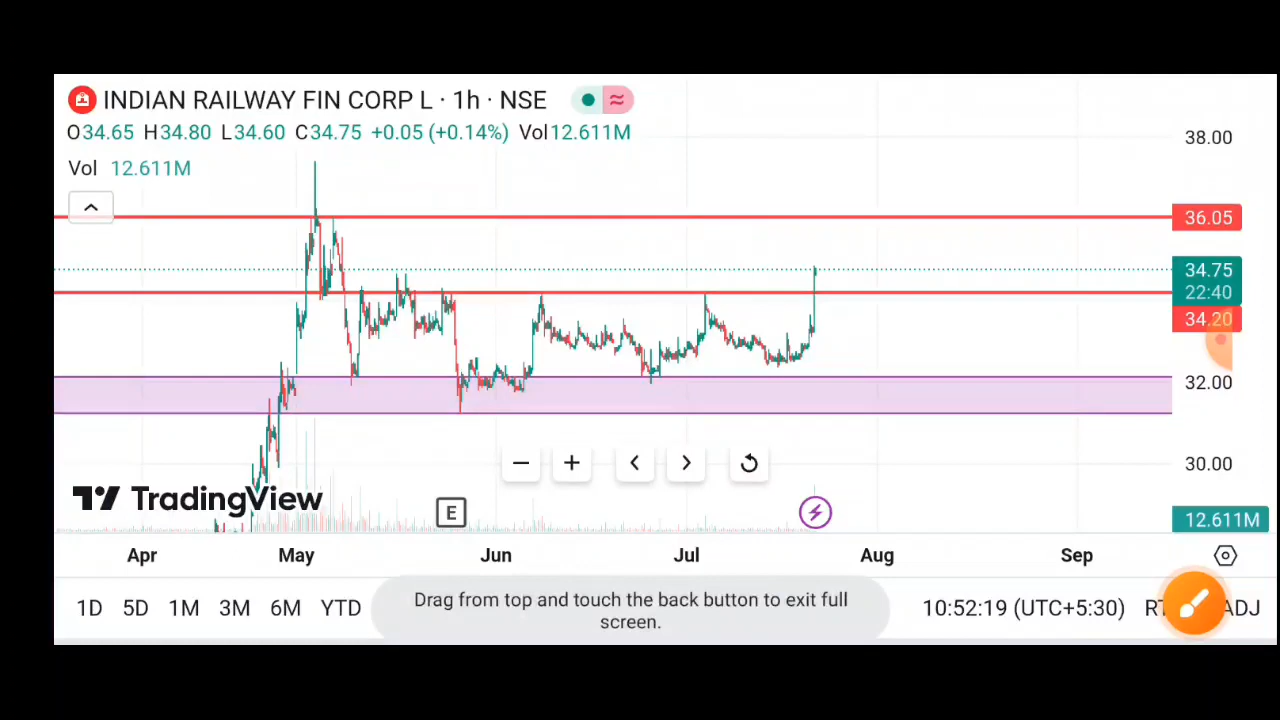 INDIAN RAILWAY FIN CORP L · 1h · NSE
O34.65 H34.80 L34.60 C34.75 +0.05 (+0.14%) Vol12.611M
Vol 12.611M
38.00
36.05
34.75
22:40
34.20
32.00
30.00
12.611M
TradingView
E
Apr May Jun Jul Aug Sep
1D 5D 1M 3M 6M YTD
Drag from top and touch the back button to exit full
screen.
10:52:19 (UTC+5:30) ADJ